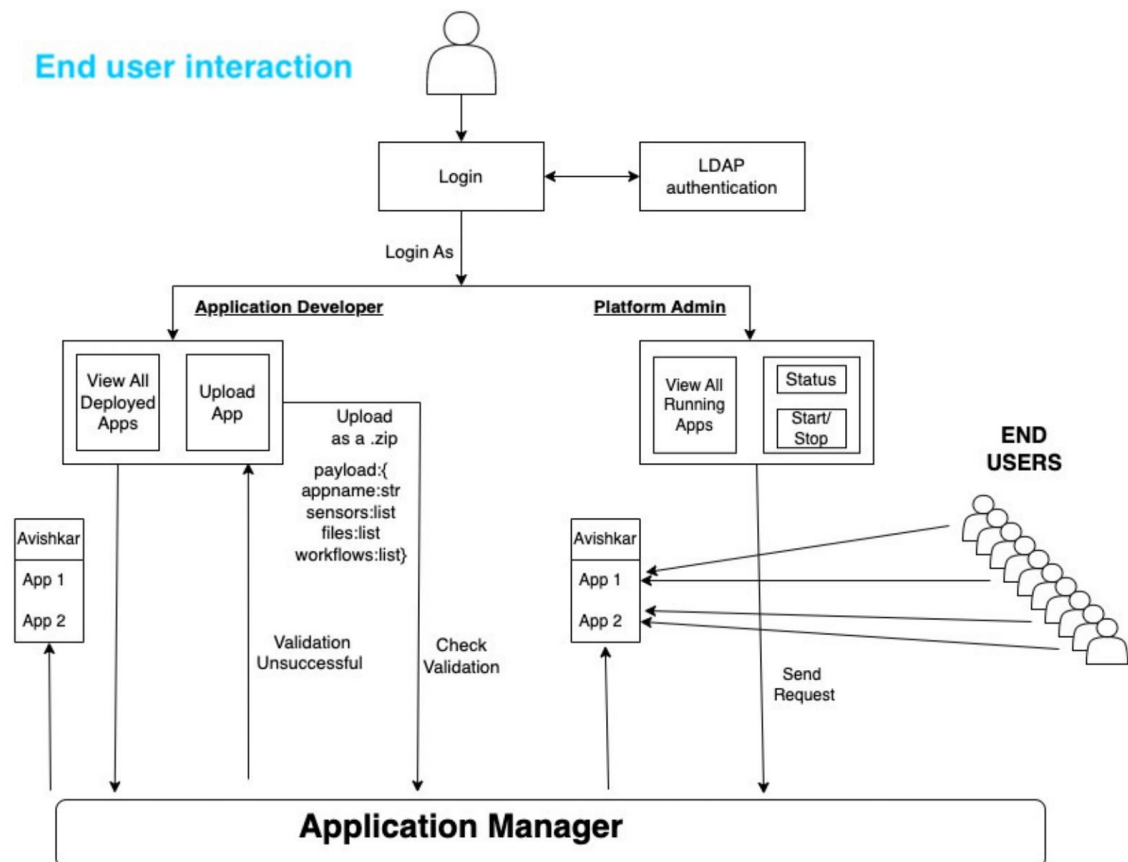 End user interaction
Login
LDAP
authentication
Login As
Application Developer
Platform Admin
View All
Deployed
Apps
Upload
App
Upload
as a .zip
payload:{
appname:str
sensors:list
files:list
workflows:list}
View All
Running
Apps
Status
Start/
Stop
END
USERS
Avishkar
App 1
App 2
Validation
Unsuccessful
Check
Validation
Avishkar
App 1
App 2
Send
Request
Application Manager